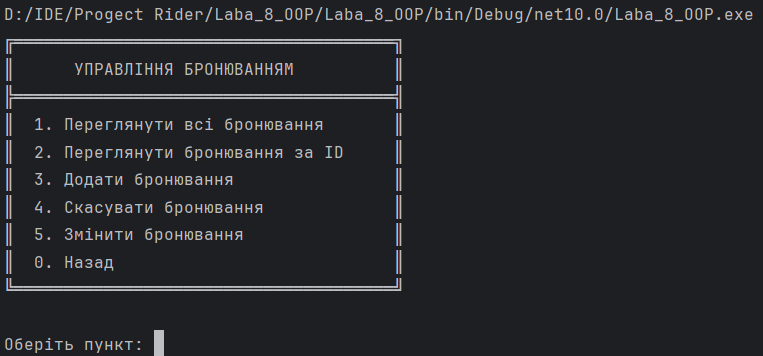 D:/IDE/Progect Rider/Laba_8_OOP/Laba_8_OOP/bin/Debug/net10.0/Laba_8_OOP.exe
УПРАВЛІННЯ БРОНЮВАННЯМ
1. Переглянути всі бронювання
2. Переглянути бронювання за ID
3. Додати бронювання
4. Скасувати бронювання
5. Змінити бронювання
0. Назад
Оберіть пункт: